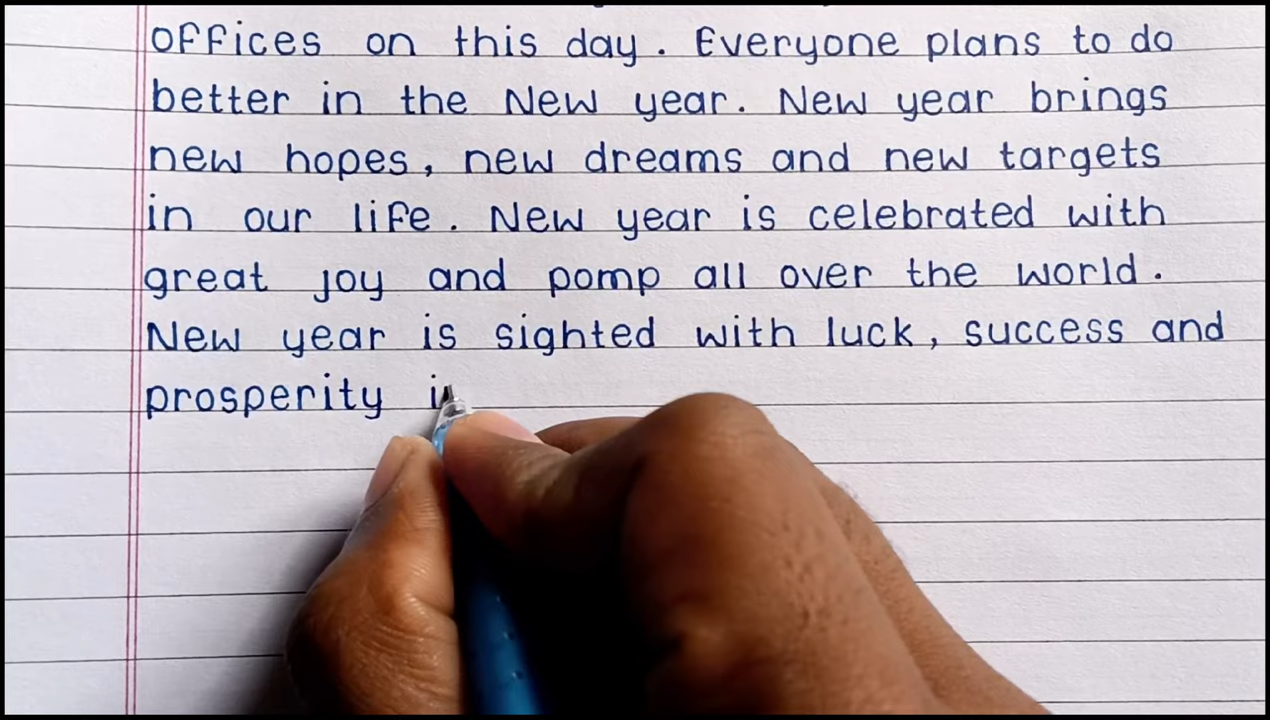 offices on this day. Everyone plans to do
better in the New year. New year brings
new hopes, new dreams and new targets
in our life. New year is celebrated with
great joy and pomp all over the world.
New year is sighted with luck, success and
prosperity